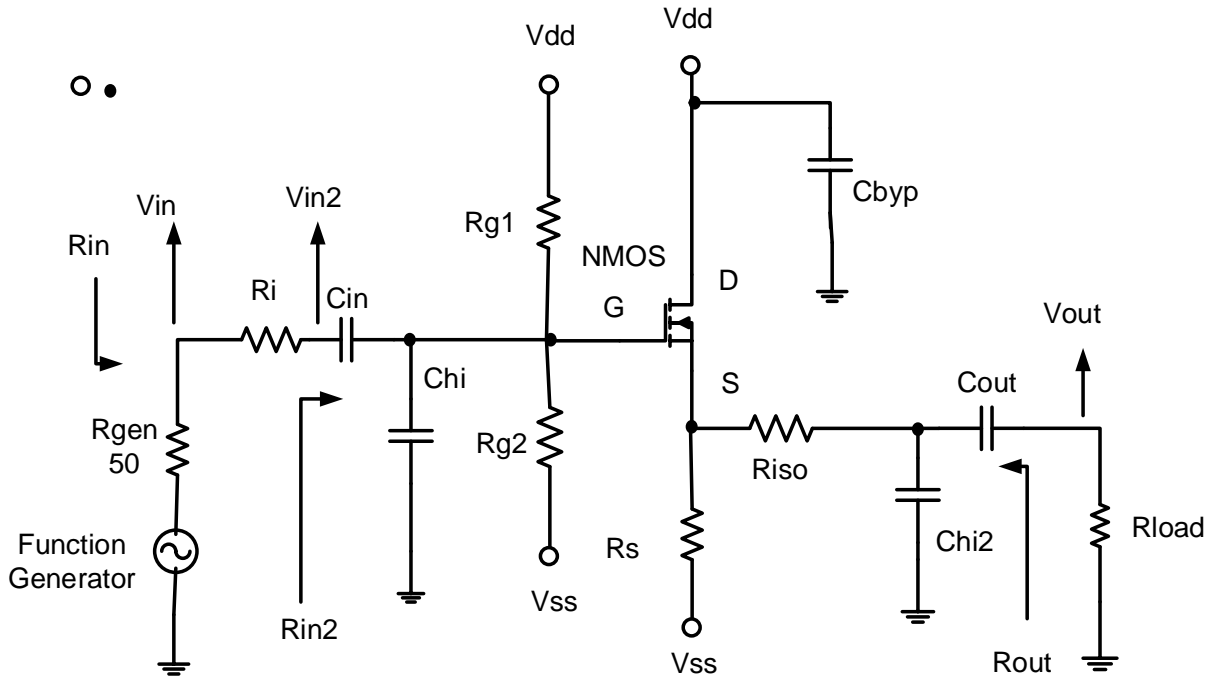 Vdd
Vdd
Cbyp
Vin
Vin2
Rg1
Rin
NMOS
D
Ri
Cin
G
Vout
Chi
S
Cout
Rgen
50
Rg2
Riso
Function
Generator
Rs
Chi2
Rload
Vss
Rin2
Vss
Rout